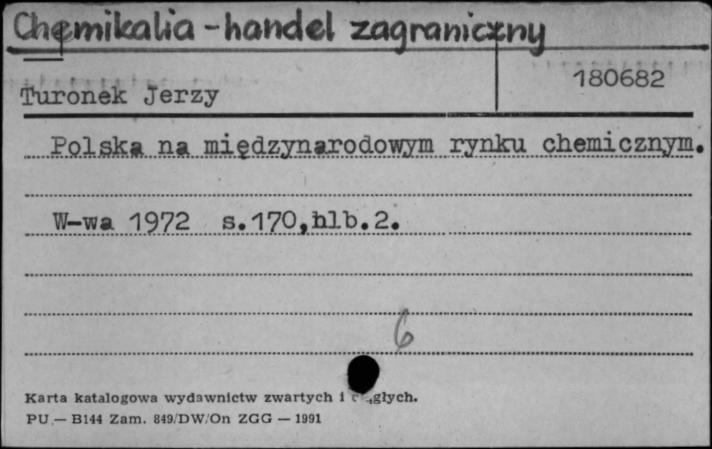 Chemikalia - handel zagraniczny
180682
Turonek Jerzy
Polska na międzynarodowym rynku chemicznym.
W-wa 1972 s.170,nlb.2.
6
Karta katalogowa wydawnictw zwartych i
PU — B144 Zam. 849/DW/On ZGG — 1991